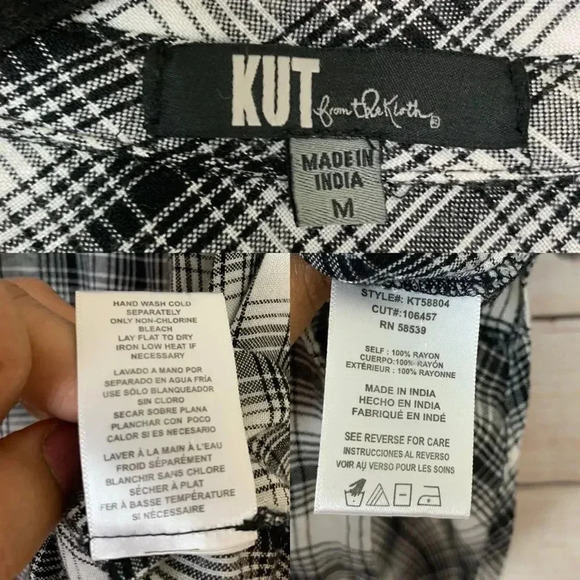 KUT from the Kloth
MADE IN
INDIA
M
HAND WASH COLD
SEPARATELY
ONLY NON-CHLORINE
BLEACH
LAY FLAT TO DRY
IRON LOW HEAT IF
NECESSARY
LAVADO A MANO POR
SEPARADO EN AGUA FRÍA
USE SÓLO BLANQUEADOR
SIN CLORO
SECAR SOBRE PLANA
PLANCHAR CON POCO
CALOR SI ES NECESARIO
LAVER À LA MAIN À L'EAU
FROID SÉPARÉMENT
BLANCHIR SANS CHLORE
SÉCHER À PLAT
FER À BASSE TEMPÉRATURE
SI NÉCESSAIRE
STYLE#: KT58804
CUT#:106457
RN 58539
SELF : 100% RAYON
CUERPO:100% RAYÓN
EXTÉRIEUR : 100% RAYONNE
MADE IN INDIA
HECHO EN INDIA
FABRIQUÉ EN INDÉ
SEE REVERSE FOR CARE
INSTRUCCIONES AL REVERSO
VOIR AU VERSO POUR LES SOINS